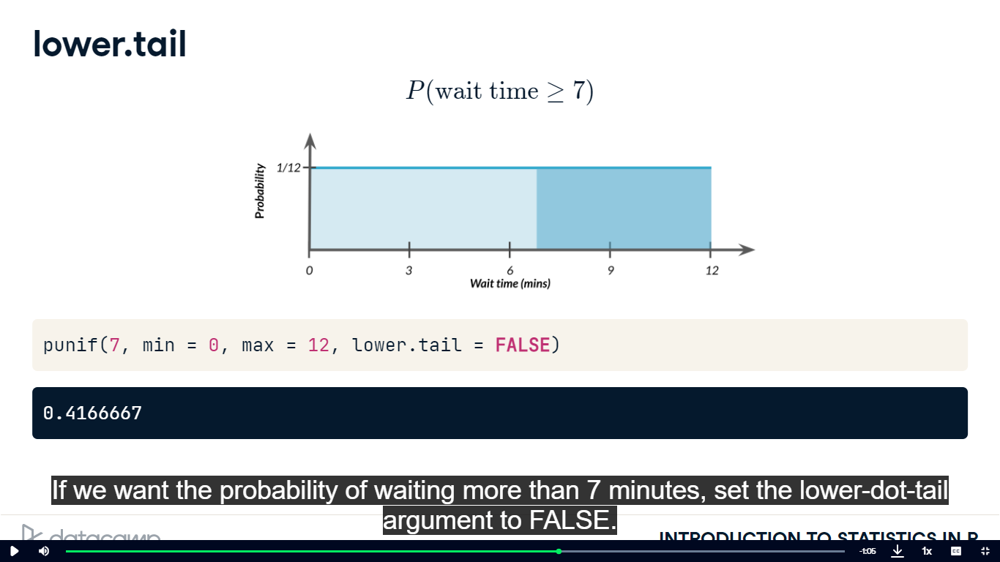 lower.tail
P(wait time ≥ 7)
Probability
1/12
0 3 6 9 12
Wait time (mins)
punif(7, min = 0, max = 12, lower.tail = FALSE)
0.4166667
If we want the probability of waiting more than 7 minutes, set the lower-dot-tail
argument to FALSE.
datacamp
INTRODUCTION TO STATISTICS IN R
-1:05 1x CC